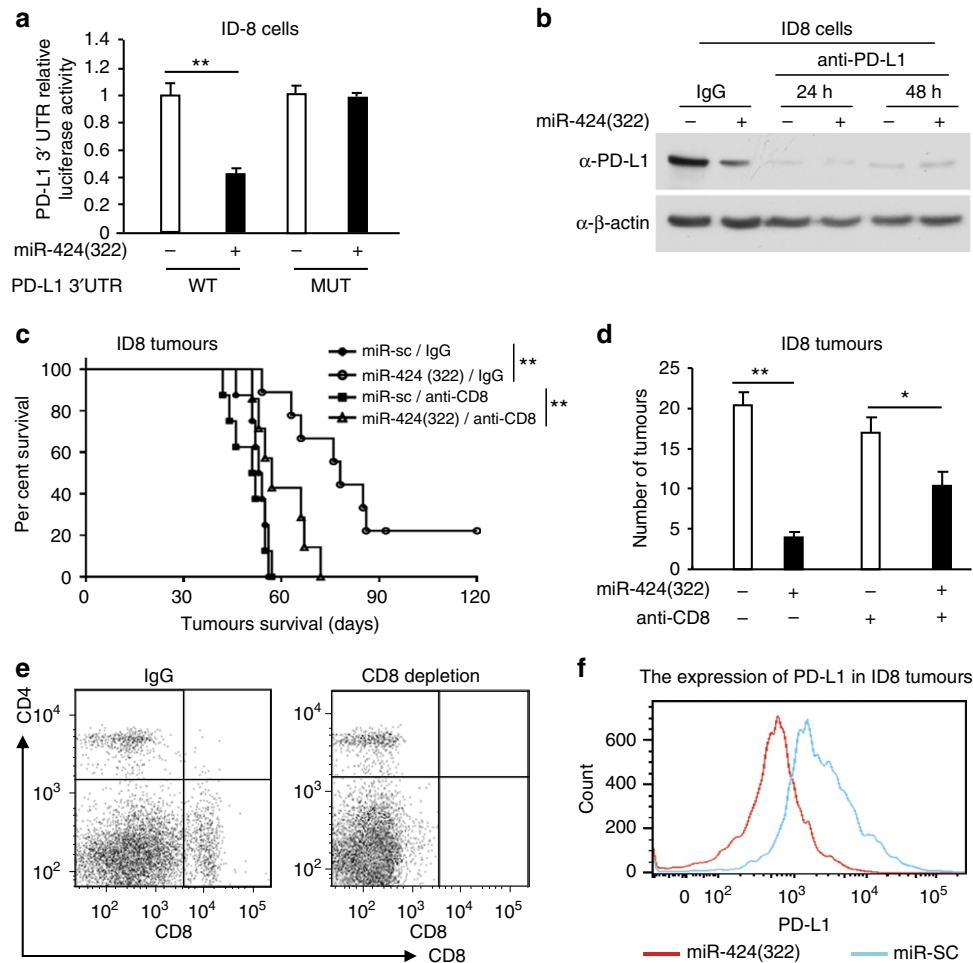 a
ID-8 cells
PD-L1 3′ UTR relative
luciferase activity
1.4
1.2
1
0.8
0.6
0.4
0.2
0
**
miR-424(322) – + – +
PD-L1 3′UTR WT MUT
b
ID8 cells
anti-PD-L1
IgG 24 h 48 h
miR-424(322) – + – + – +
α-PD-L1
α-β-actin
c
ID8 tumours
Per cent survival
100
80
60
40
20
0
0 30 60 90 120
Tumours survival (days)
miR-sc / IgG
miR-424 (322) / IgG
**
miR-sc / anti-CD8
miR-424(322) / anti-CD8
**
d
ID8 tumours
Number of tumours
25
20
15
10
5
0
**
*
miR-424(322) – + – +
anti-CD8 – – + +
e
IgG
CD8 depletion
CD4
10⁴
10³
10²
10² 10³ 10⁴ 10⁵
CD8
10⁴
10³
10²
10² 10³ 10⁴ 10⁵
CD8
CD8
f
The expression of PD-L1 in ID8 tumours
Count
600
400
200
0
0 10² 10³ 10⁴ 10⁵
PD-L1
miR-424(322) miR-SC